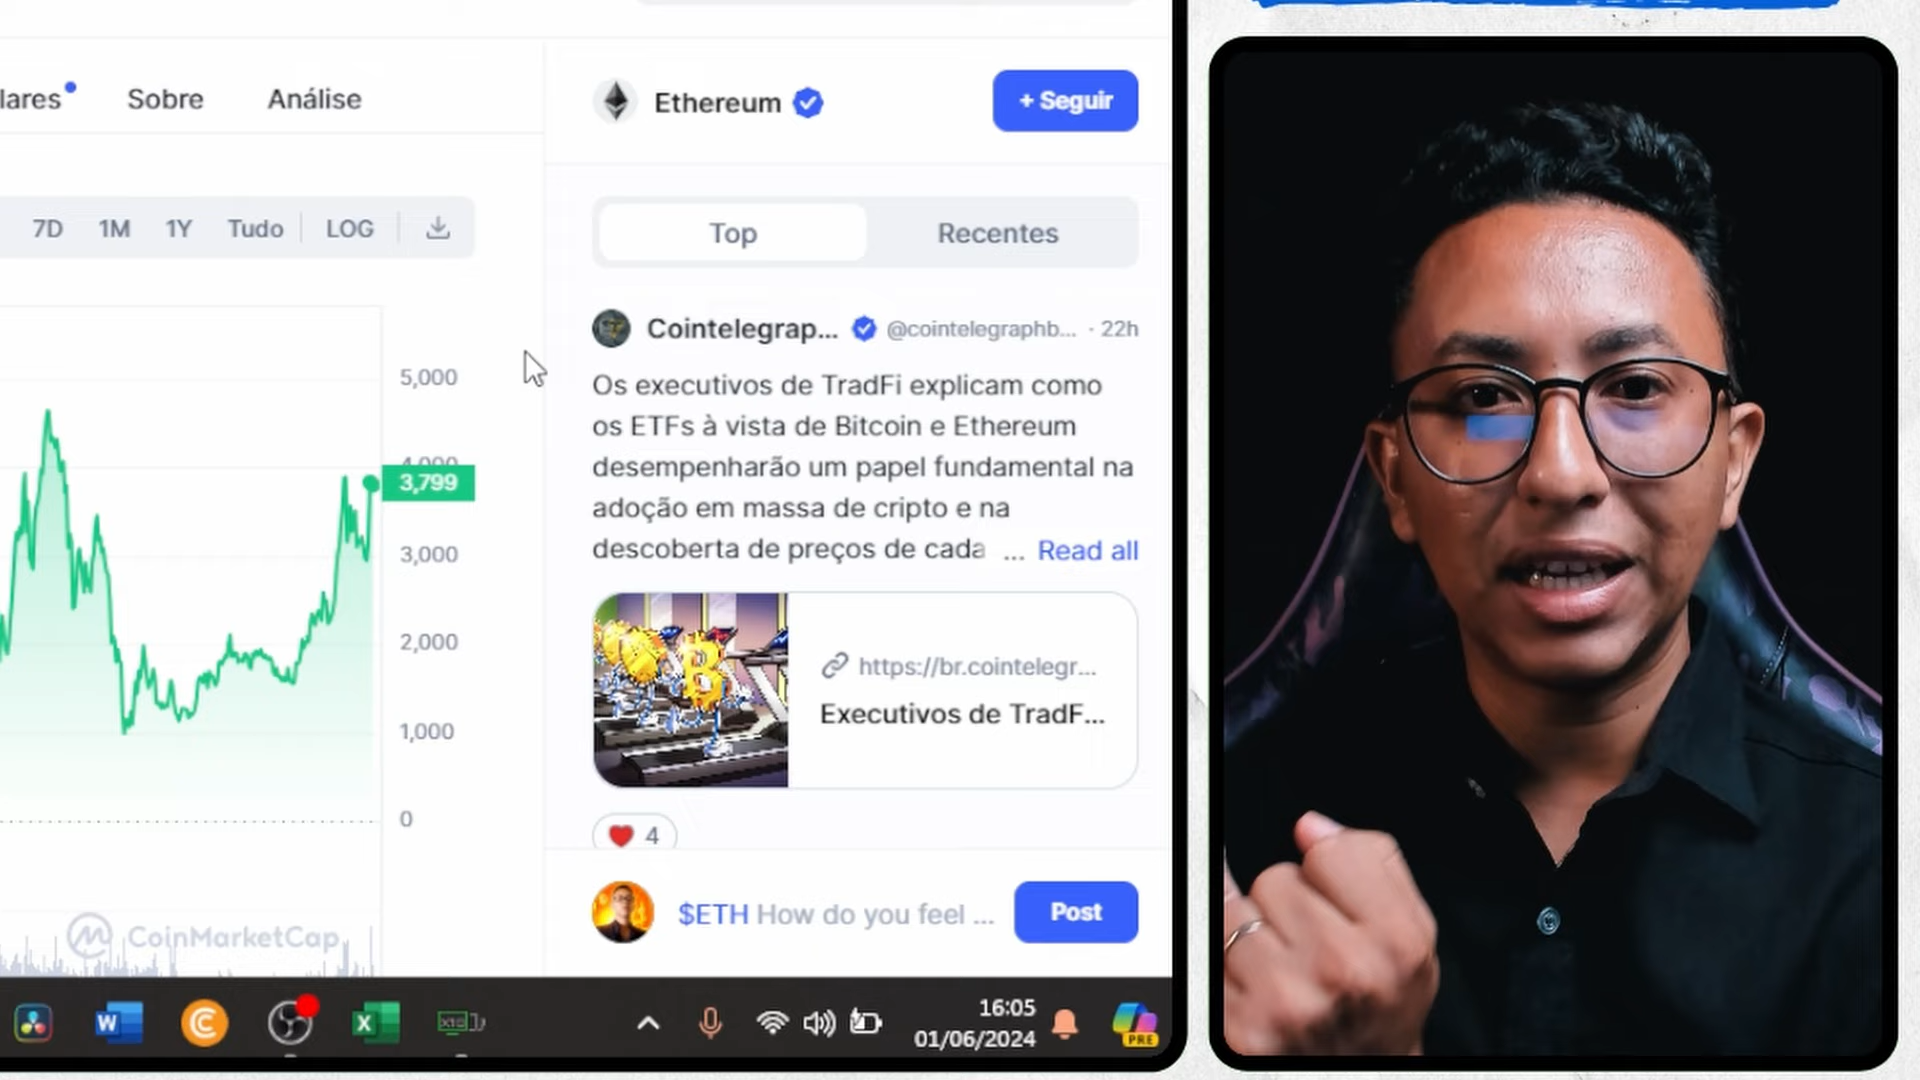 lares
Sobre
Análise
7D
1M
1Y
Tudo
LOG
5,000
3,799
3,000
2,000
1,000
0
CoinMarketCap
Ethereum
+ Seguir
Top
Recentes
Cointelegrap... @cointelegraphb... · 22h
Os executivos de TradFi explicam como
os ETFs à vista de Bitcoin e Ethereum
desempenharão um papel fundamental na
adoção em massa de cripto e na
descoberta de preços de cada ... Read all
https://br.cointelegr...
Executivos de TradF...
4
$ETH How do you feel ...
Post
16:05
01/06/2024
PRE